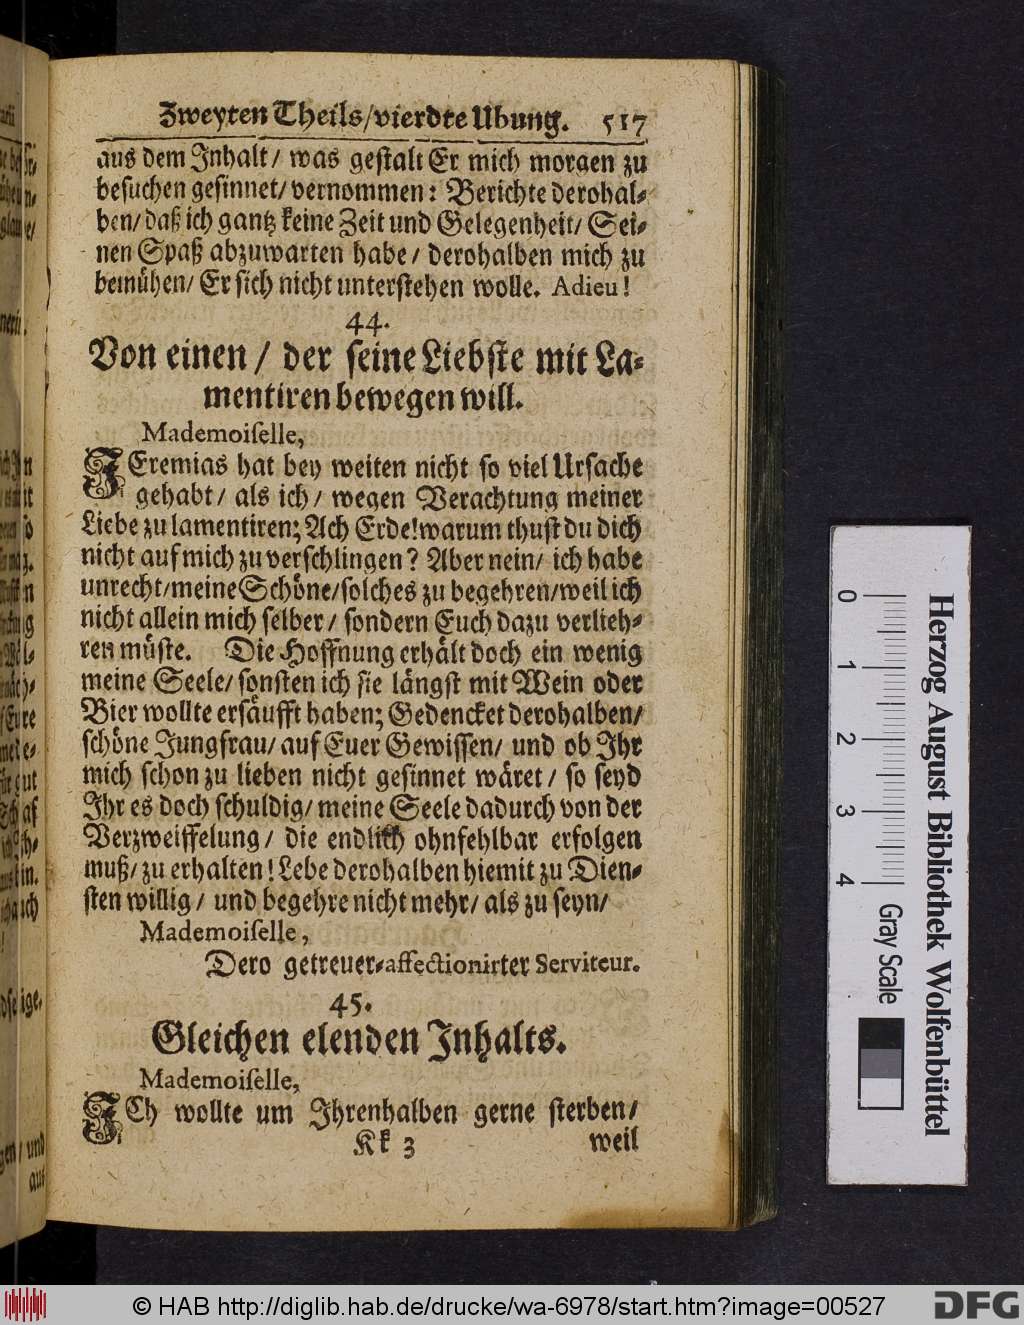 Zweyten Theils/vierdte Ubung. 517
aus dem Inhalt/ was gestalt Er mich morgen zu
besuchen gesinnet/ vernommen: Berichte derohal-
ben/ daß ich gantz keine Zeit und Gelegenheit/ Sei-
nen Spaß abzuwarten habe/ derohalben mich zu
bemühen/ Er sich nicht unterstehen wolle. Adieu!
44.
Von einen/ der seine Liebste mit La-
mentiren bewegen will.
Mademoiselle,
JEremias hat bey weiten nicht so viel Ursache
gehabt/ als ich/ wegen Verachtung meiner
Liebe zu lamentiren; Ach Erde! warum thust du dich
nicht auf mich zu verschlingen? Aber nein/ ich habe
unrecht/ meine Schöne/ solches zu begehren/ weil ich
nicht allein mich selber/ sondern Euch dazu verlieh-
ren müste. Die Hoffnung erhält doch ein wenig
meine Seele/ sonsten ich sie längst mit Wein oder
Bier wollte ersäufft haben; Gedencket derohalben/
schöne Jungfrau/ auf Euer Gewissen/ und ob Ihr
mich schon zu lieben nicht gesinnet wäret/ so seyd
Ihr es doch schuldig/ meine Seele dadurch von der
Verzweiffelung/ die endlich ohnfehlbar erfolgen
muß/ zu erhalten! Lebe derohalben hiemit zu Dien-
sten willig/ und begehre nicht mehr/ als zu seyn/
Mademoiselle,
Dero getreuer-affectionirter Serviteur.
45.
Gleichen elenden Inhalts.
Mademoiselle,
ICh wollte um Ihrenhalben gerne sterben/
Kk 3 weil
0 1 2 3 4
Gray Scale
Herzog August Bibliothek Wolfenbüttel
© HAB http://diglib.hab.de/drucke/wa-6978/start.htm?image=00527
DFG